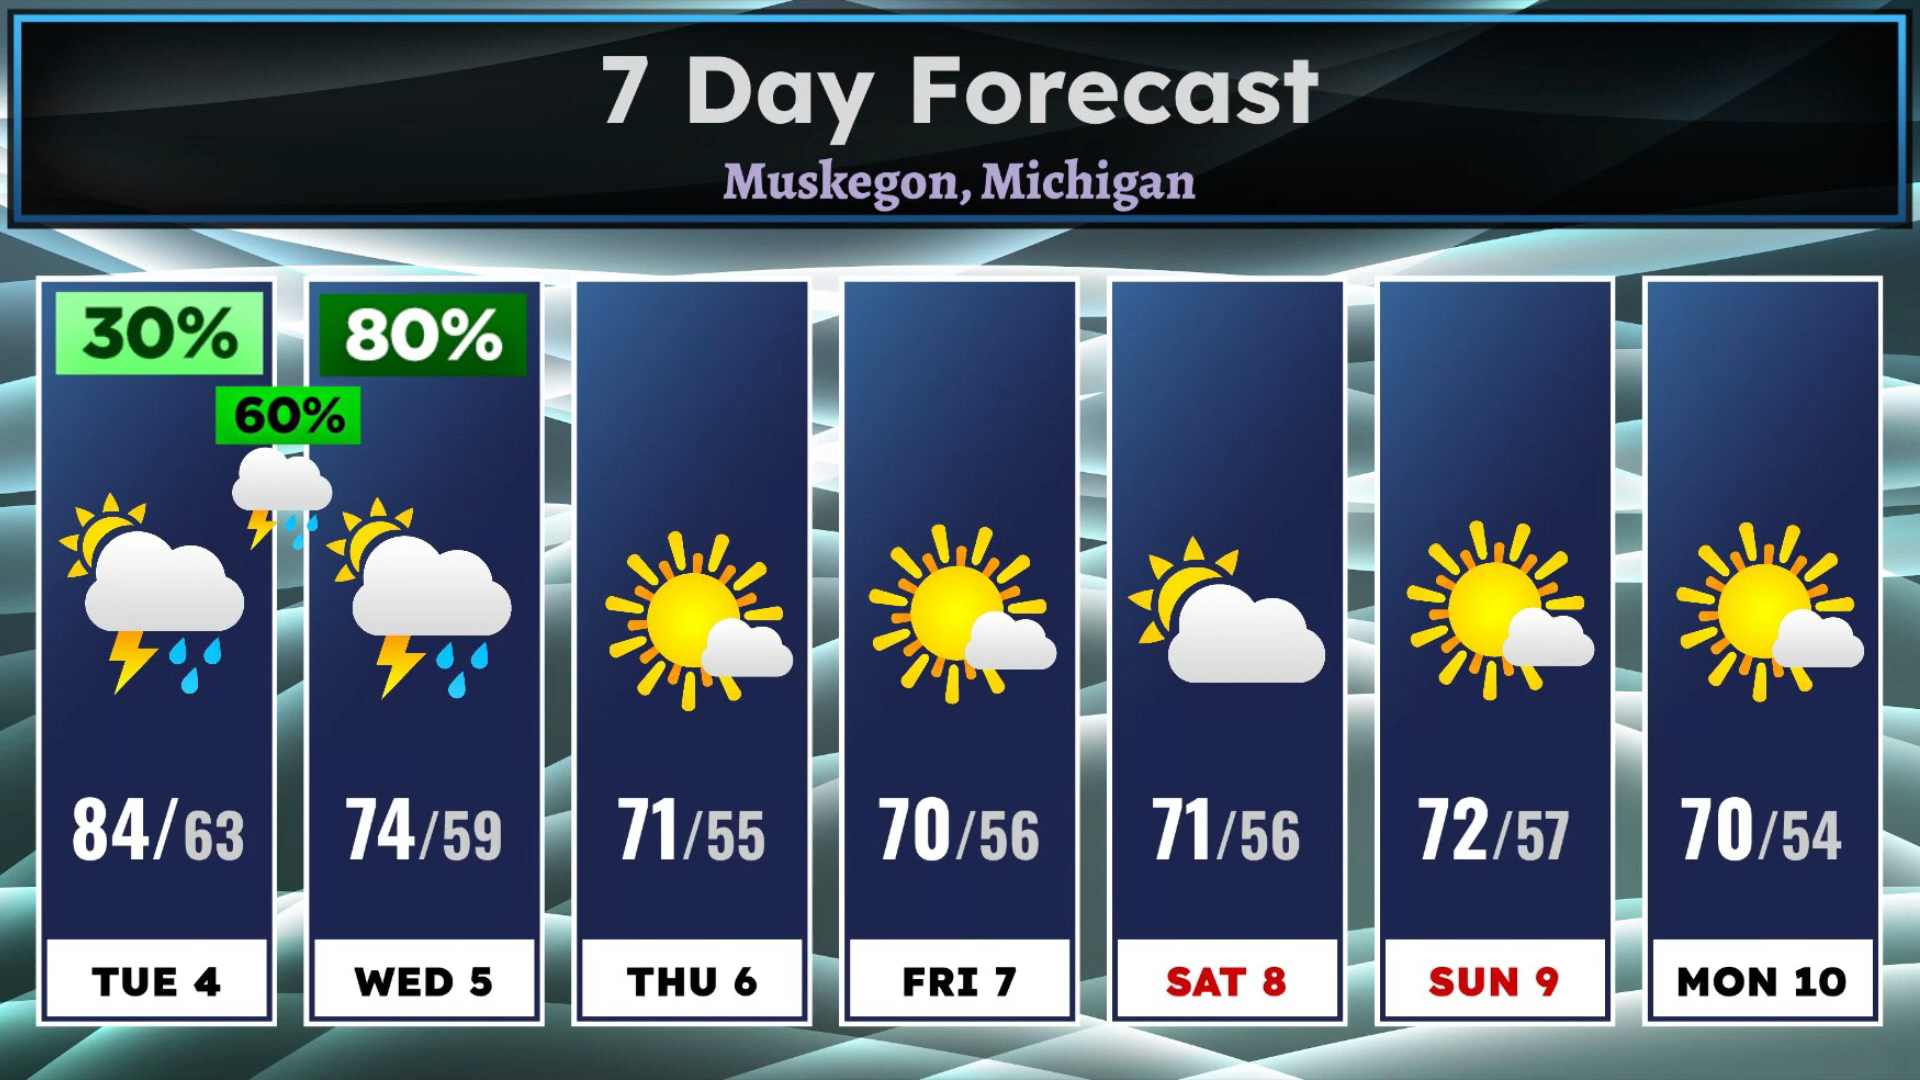 7 Day Forecast
Muskegon, Michigan
30%
80%
60%
84/63
74/59
71/55
70/56
71/56
72/57
70/54
TUE 4
WED 5
THU 6
FRI 7
SAT 8
SUN 9
MON 10